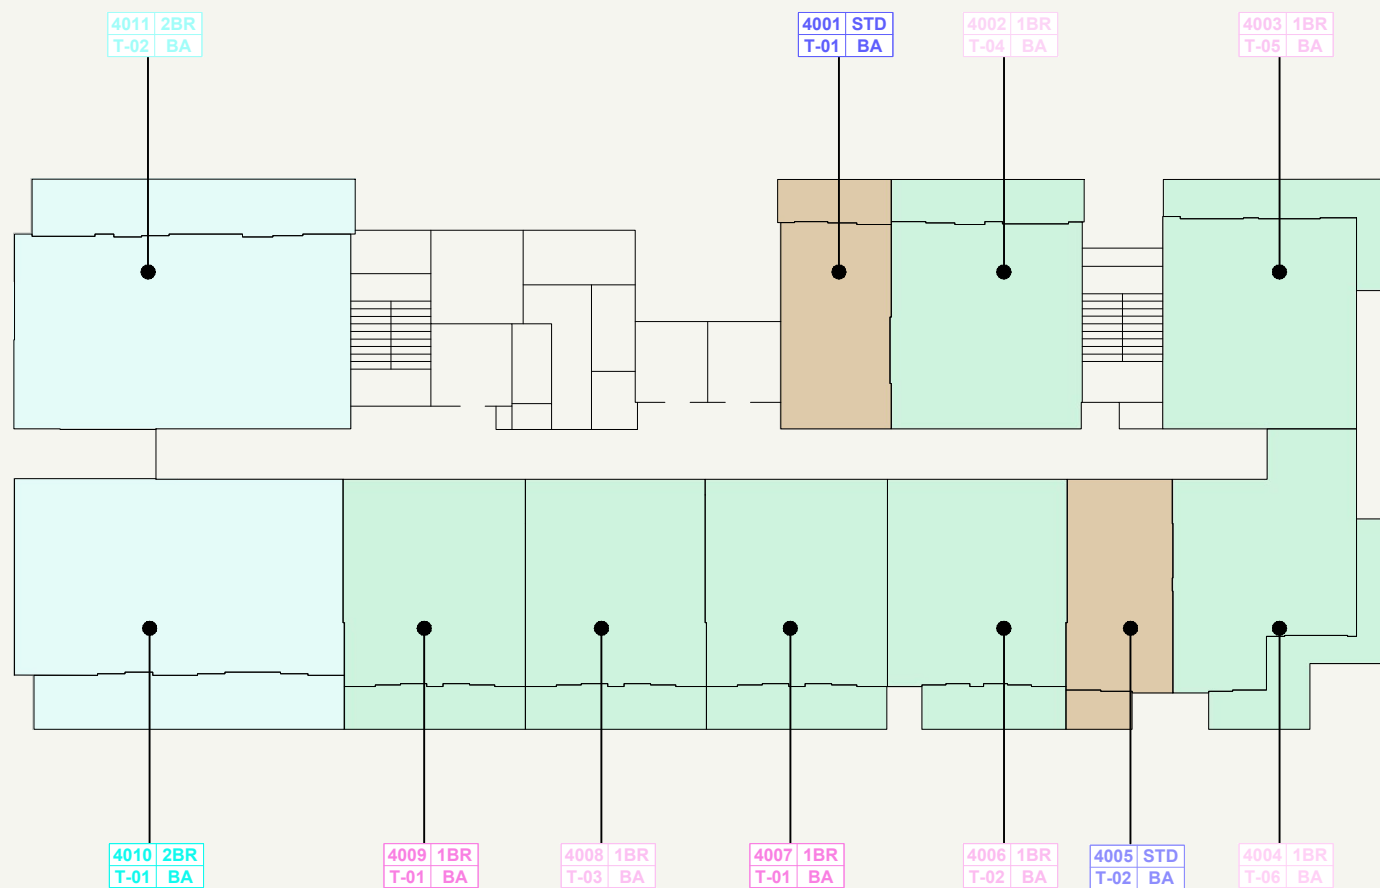 4011 2BR
T-02 BA
4001 STD
T-01 BA
4002 1BR
T-04 BA
4003 1BR
T-05 BA
4010 2BR
T-01 BA
4009 1BR
T-01 BA
4008 1BR
T-03 BA
4007 1BR
T-01 BA
4006 1BR
T-02 BA
4005 STD
T-02 BA
4004 1BR
T-06 BA